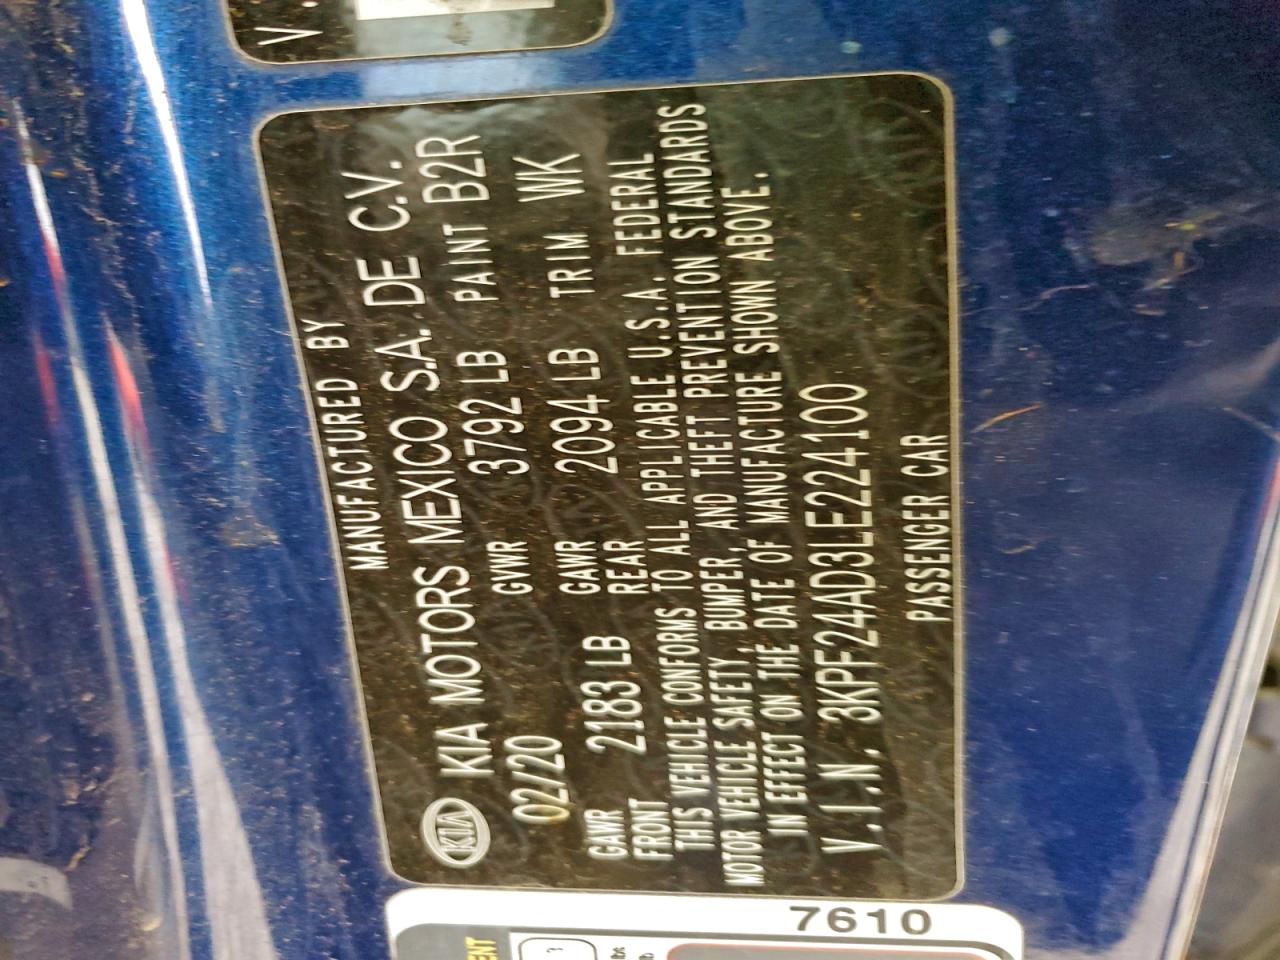 V.
MANUFACTURED BY
KIA KIA MOTORS MEXICO S.A. DE C.V.
02/20 GVWR 3792 LB PAINT B2R
GAWR FRONT 2183 LB GAWR REAR 2094 LB TRIM WK
THIS VEHICLE CONFORMS TO ALL APPLICABLE U.S.A. FEDERAL
MOTOR VEHICLE SAFETY, BUMPER, AND THEFT PREVENTION STANDARDS
IN EFFECT ON THE DATE OF MANUFACTURE SHOWN ABOVE.
V.I.N. 3KPF24AD3LE224100
PASSENGER CAR
7610